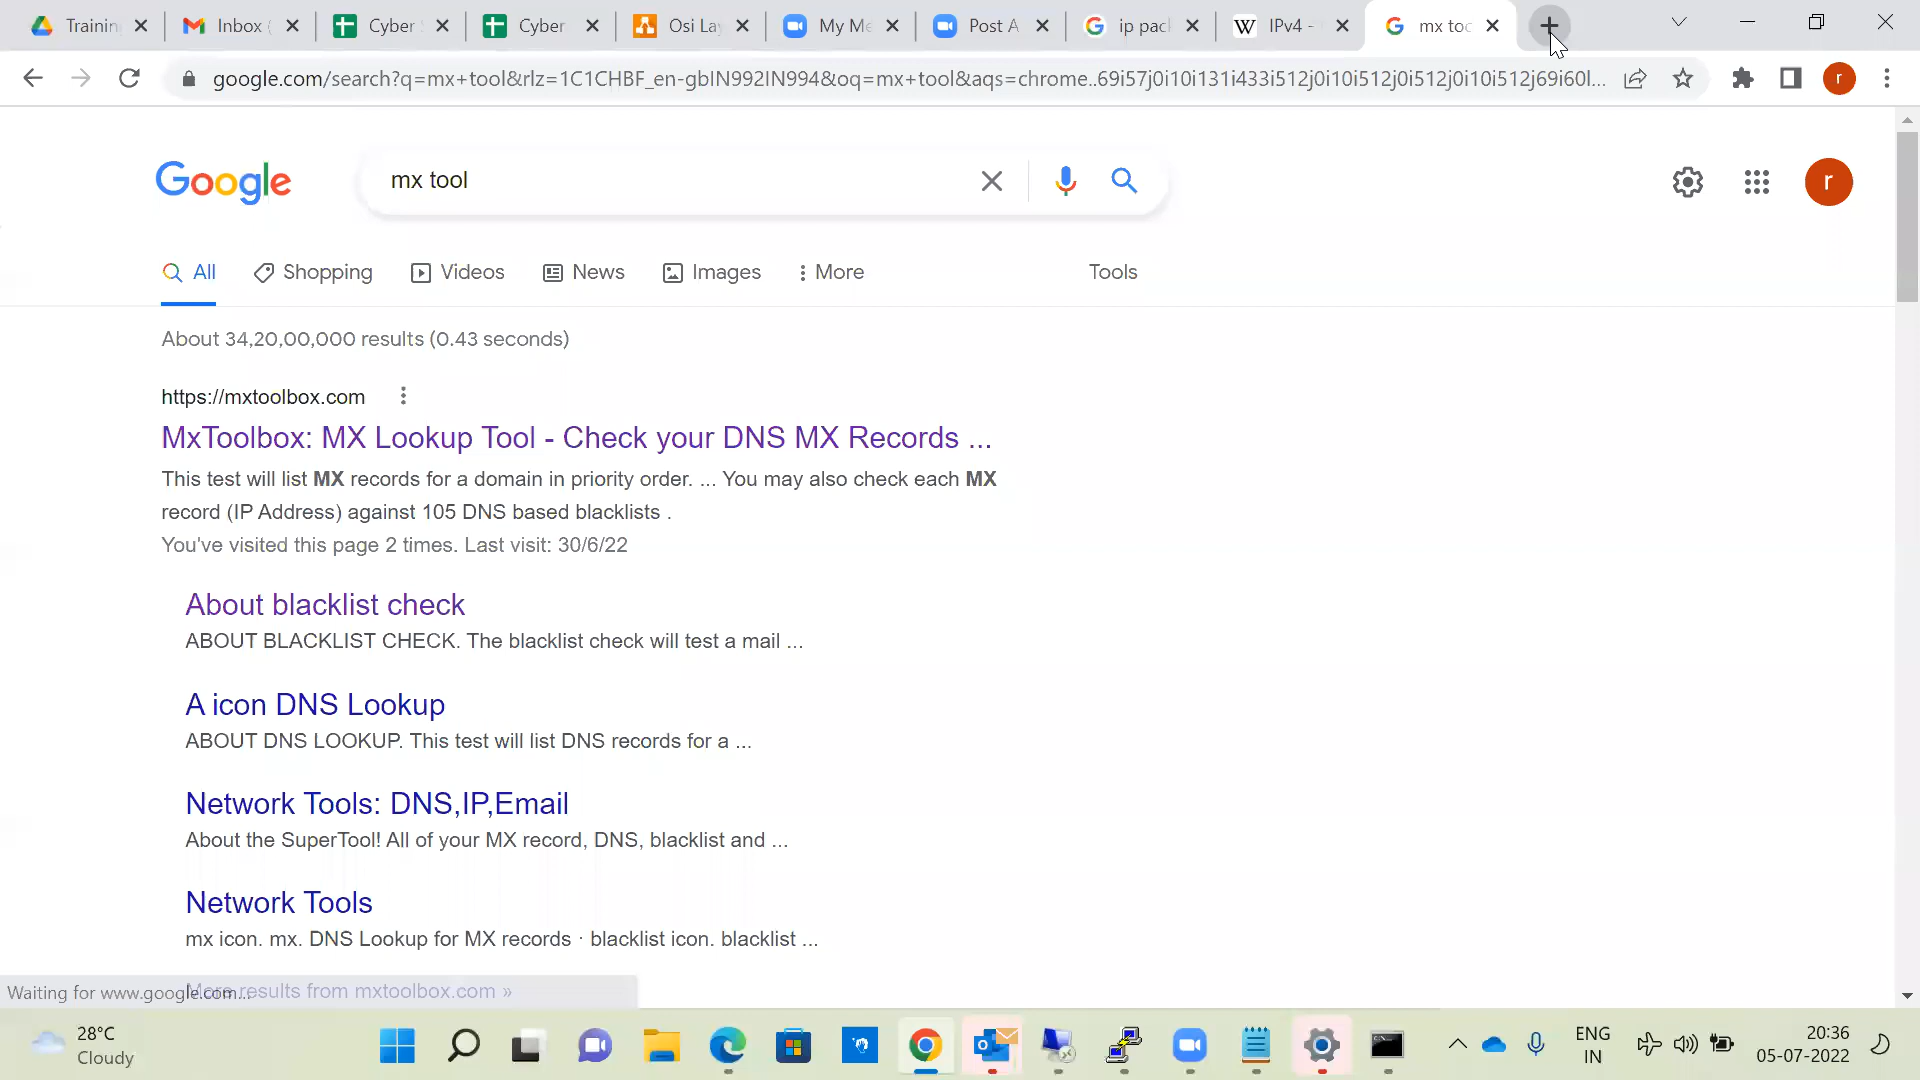 Training
Inbox (
Cyber S
Cyber
Osi Lay
My Me
Post A
ip pack
IPv4 -
mx too
google.com/search?q=mx+tool&rlz=1C1CHBF_en-gbIN992IN994&oq=mx+tool&aqs=chrome..69i57j0i10i131i433i512j0i10i512j0i512j0i10i512j69i60l...
r
Google
mx tool
r
All
Shopping
Videos
News
Images
More
Tools
About 34,20,00,000 results (0.43 seconds)
https://mxtoolbox.com
MxToolbox: MX Lookup Tool - Check your DNS MX Records ...
This test will list MX records for a domain in priority order. ... You may also check each MX
record (IP Address) against 105 DNS based blacklists .
You've visited this page 2 times. Last visit: 30/6/22
About blacklist check
ABOUT BLACKLIST CHECK. The blacklist check will test a mail ...
A icon DNS Lookup
ABOUT DNS LOOKUP. This test will list DNS records for a ...
Network Tools: DNS,IP,Email
About the SuperTool! All of your MX record, DNS, blacklist and ...
Network Tools
mx icon. mx. DNS Lookup for MX records · blacklist icon. blacklist ...
More results from mxtoolbox.com »
Waiting for www.google.com...
28°C
Cloudy
ENG
IN
20:36
05-07-2022